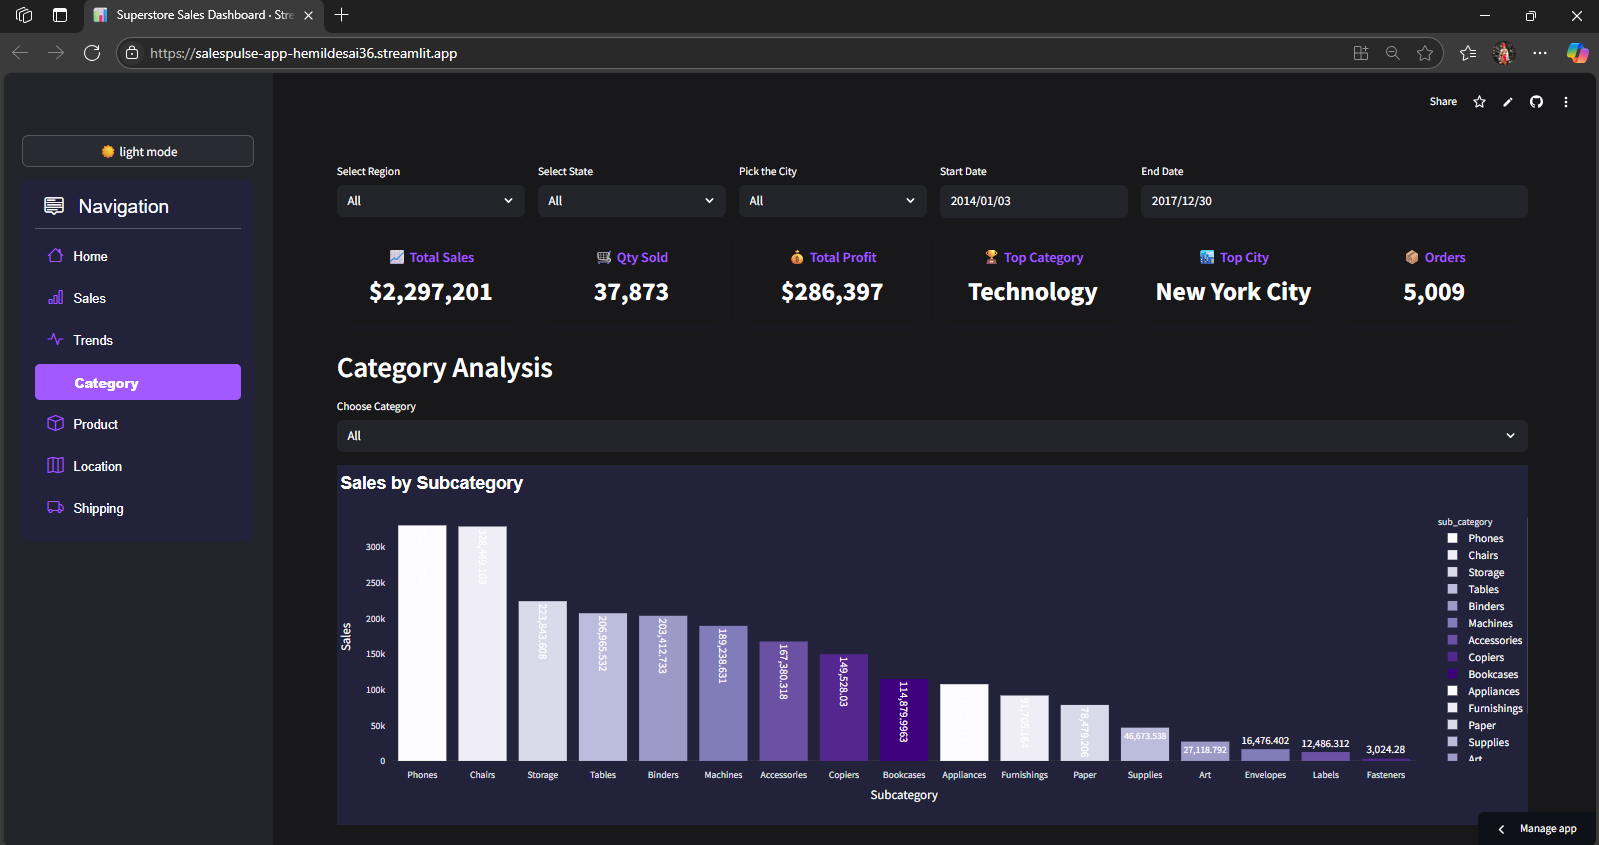 Superstore Sales Dashboard · Stre
https://salespulse-app-hemildesai36.streamlit.app
Share
light mode
Navigation
Home
Sales
Trends
Category
Product
Location
Shipping
Select Region
Select State
Pick the City
Start Date
End Date
All
All
All
2014/01/03
2017/12/30
Total Sales
Qty Sold
Total Profit
Top Category
Top City
Orders
$2,297,201
37,873
$286,397
Technology
New York City
5,009
Category Analysis
Choose Category
All
Sales by Subcategory
Sales
300k
250k
200k
150k
100k
50k
0
328,449.103
223,843.608
206,965.532
203,412.733
189,238.631
167,380.318
149,528.03
114,879.9963
91,705.164
78,479.206
46,673.538
27,118.792
16,476.402
12,486.312
3,024.28
Phones
Chairs
Storage
Tables
Binders
Machines
Accessories
Copiers
Bookcases
Appliances
Furnishings
Paper
Supplies
Art
Envelopes
Labels
Fasteners
Subcategory
sub_category
Phones
Chairs
Storage
Tables
Binders
Machines
Accessories
Copiers
Bookcases
Appliances
Furnishings
Paper
Supplies
Art
Manage app